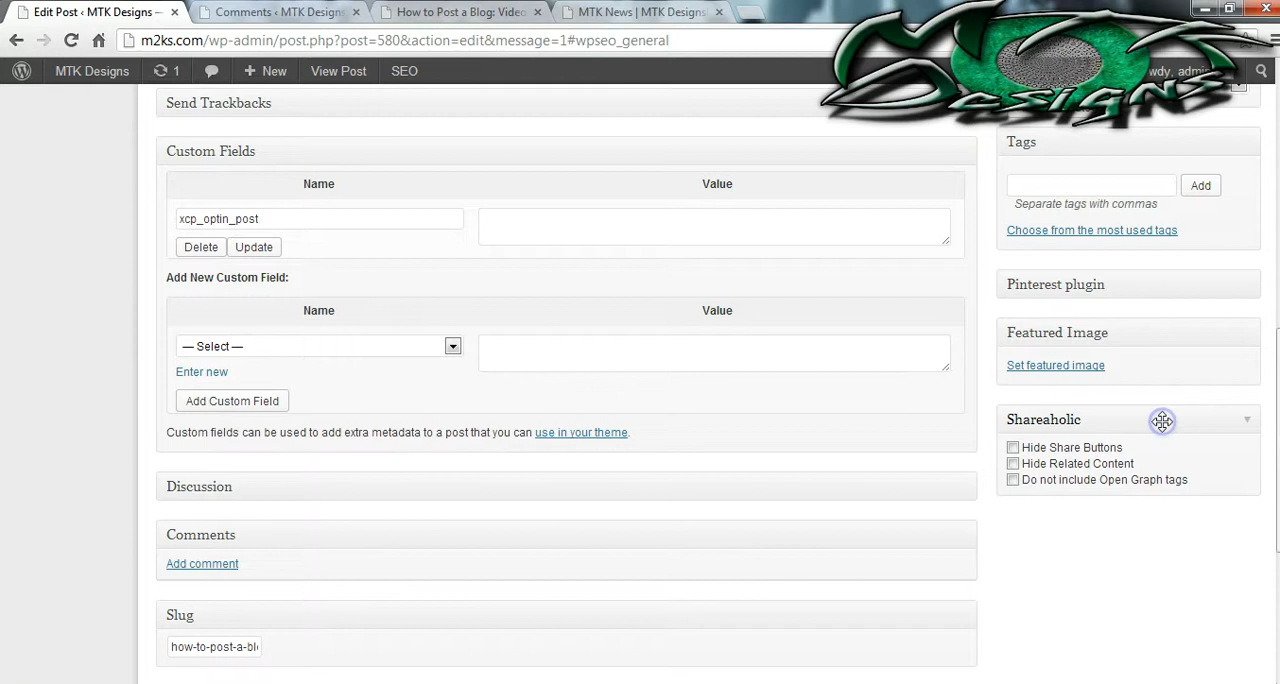 Edit Post ‹ MTK Designs —
Comments ‹ MTK Designs
How to Post a Blog: Video
MTK News | MTK Designs
m2ks.com/wp-admin/post.php?post=580&action=edit&message=1#wpseo_general
MTK Designs
1
New
View Post
SEO
wdy, admin
MTK
Designs
Send Trackbacks
Custom Fields
Name
Value
xcp_optin_post
Delete
Update
Add New Custom Field:
Name
Value
— Select —
Enter new
Add Custom Field
Custom fields can be used to add extra metadata to a post that you can use in your theme.
Discussion
Comments
Add comment
Slug
how-to-post-a-bl
Tags
Add
Separate tags with commas
Choose from the most used tags
Pinterest plugin
Featured Image
Set featured image
Shareaholic
Hide Share Buttons
Hide Related Content
Do not include Open Graph tags